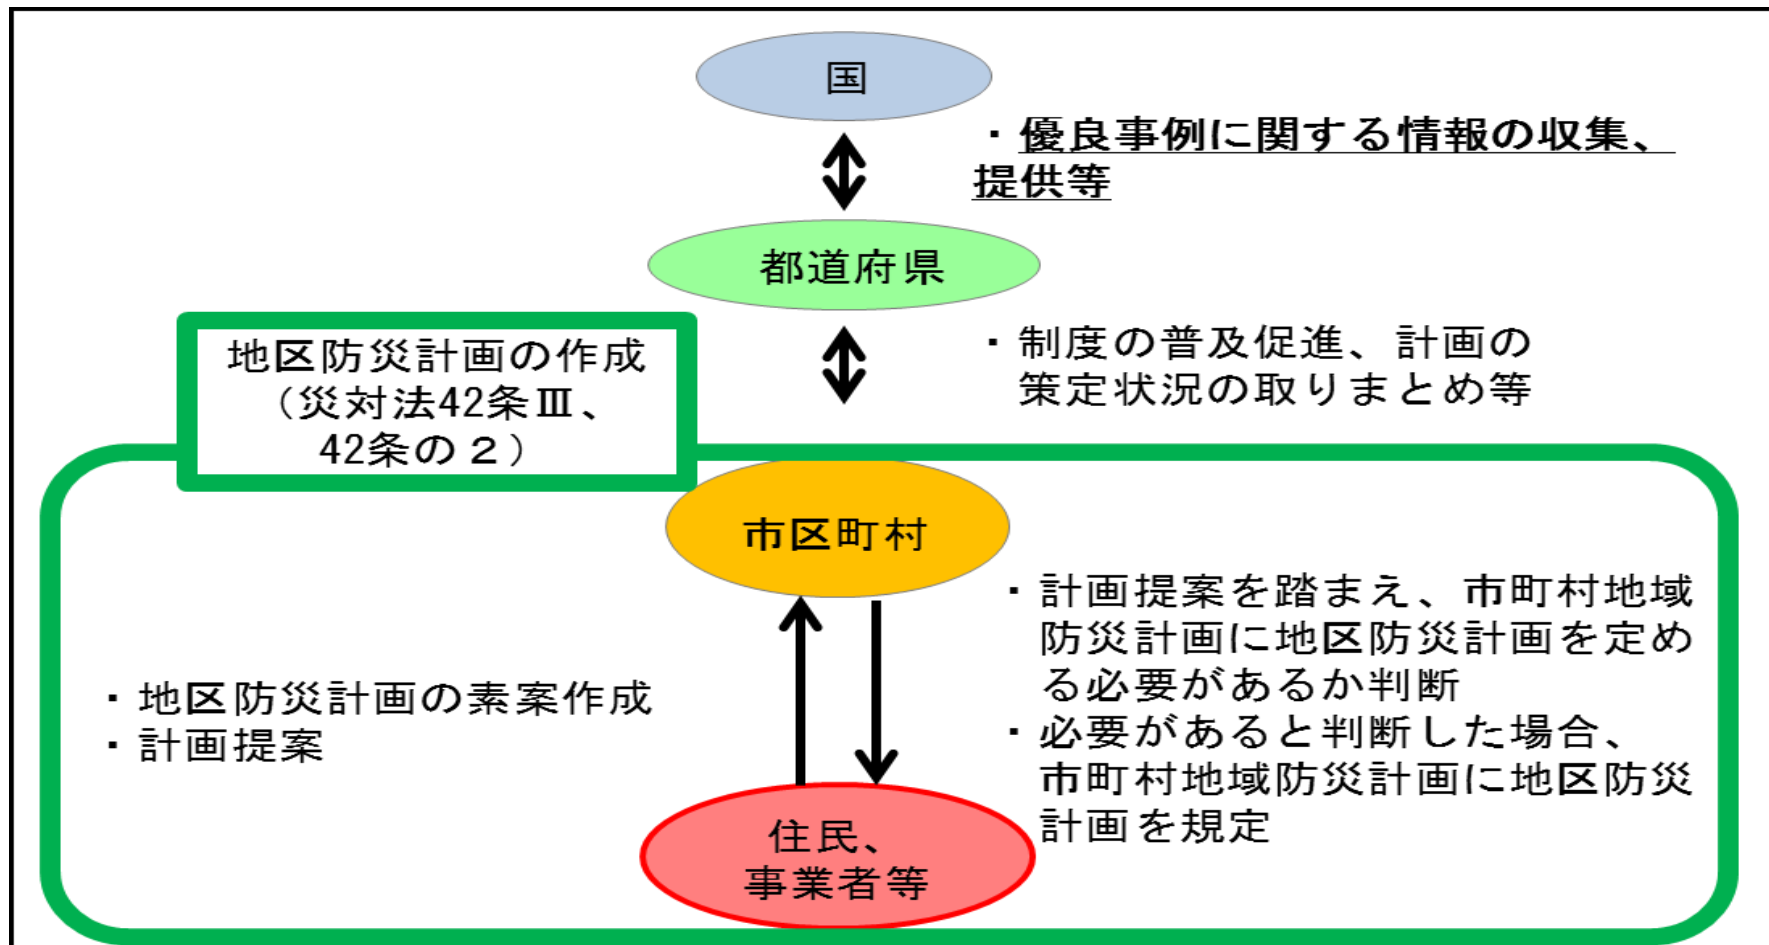 国
・優良事例に関する情報の収集、
提供等
都道府県
・制度の普及促進、計画の
策定状況の取りまとめ等
地区防災計画の作成
（災対法42条Ⅲ、
42条の２）
市区町村
・地区防災計画の素案作成
・計画提案
・計画提案を踏まえ、市町村地域
防災計画に地区防災計画を定め
る必要があるか判断
・必要があると判断した場合、
市町村地域防災計画に地区防災
計画を規定
住民、
事業者等